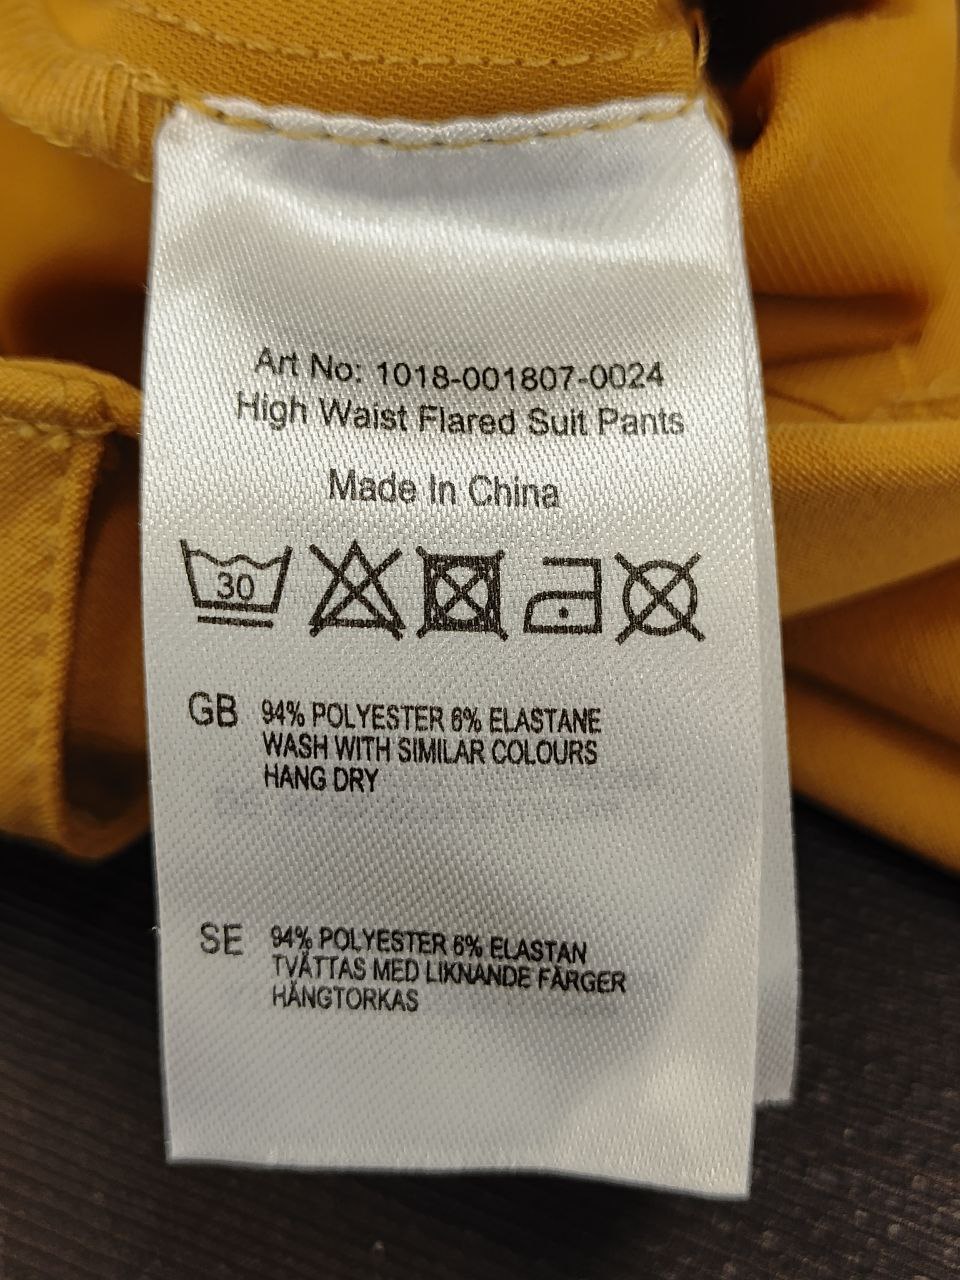 Art No: 1018-001807-0024
High Waist Flared Suit Pants
Made In China
30
GB 94% POLYESTER 6% ELASTANE
WASH WITH SIMILAR COLOURS
HANG DRY
SE 94% POLYESTER 6% ELASTAN
TVÄTTAS MED LIKNANDE FÄRGER
HÄNGTORKAS